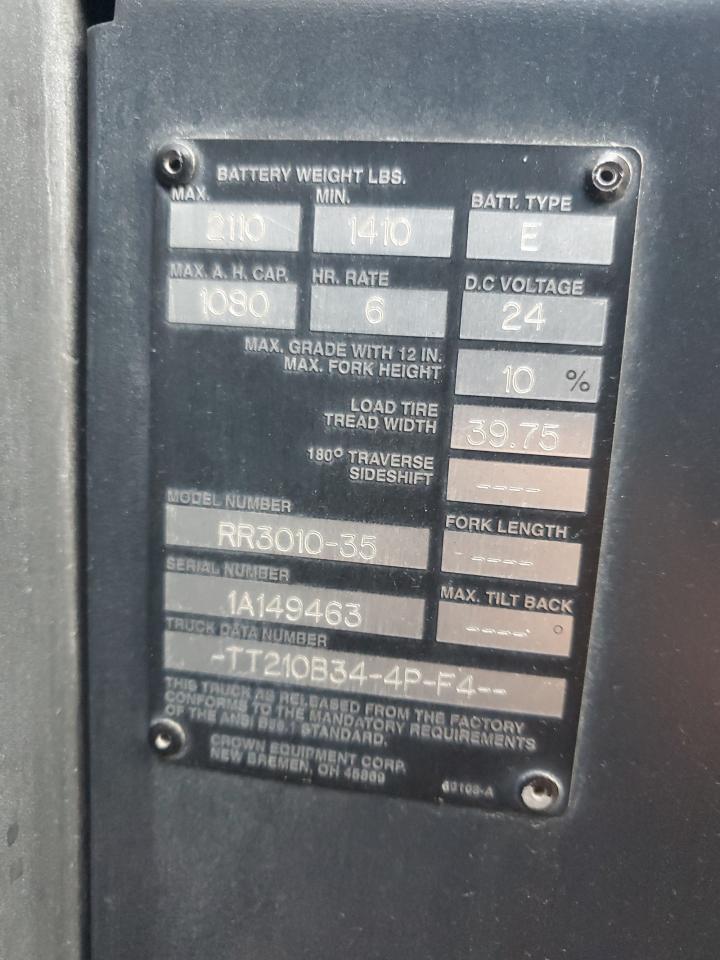 BATTERY WEIGHT LBS.
MAX. MIN. BATT. TYPE
2110 1410 E
MAX. A. H. CAP. HR. RATE D.C VOLTAGE
1080 6 24
MAX. GRADE WITH 12 IN.
MAX. FORK HEIGHT 10 %
LOAD TIRE
TREAD WIDTH 39.75
180° TRAVERSE
SIDESHIFT ----
MODEL NUMBER FORK LENGTH
RR3010-35 ----
SERIAL NUMBER MAX. TILT BACK
1A149463 ---- °
TRUCK DATA NUMBER
-TT210B34-4P-F4--
THIS TRUCK AS RELEASED FROM THE FACTORY
CONFORMS TO THE MANDATORY REQUIREMENTS
OF THE ANSI B56.1 STANDARD.
CROWN EQUIPMENT CORP.
NEW BREMEN, OH 45869